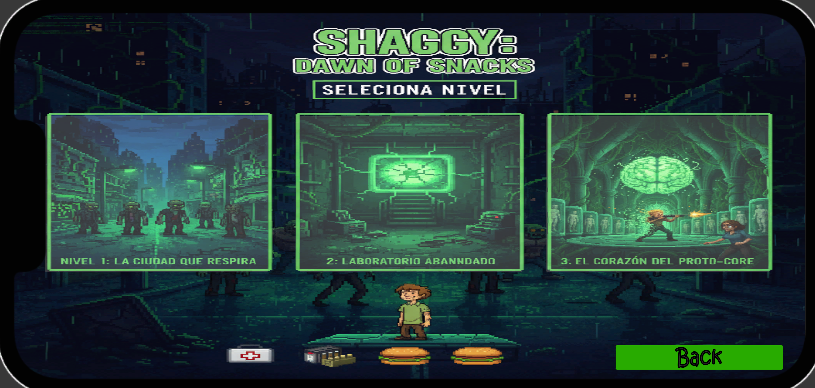 SHAGGY:
DAWN OF SNACKS
SELECIONA NIVEL
NIVEL 1: LA CIUDAD QUE RESPIRA
2: LABORATORIO ABANNDADO
3. EL CORAZÓN DEL PROTO-CORE
Back